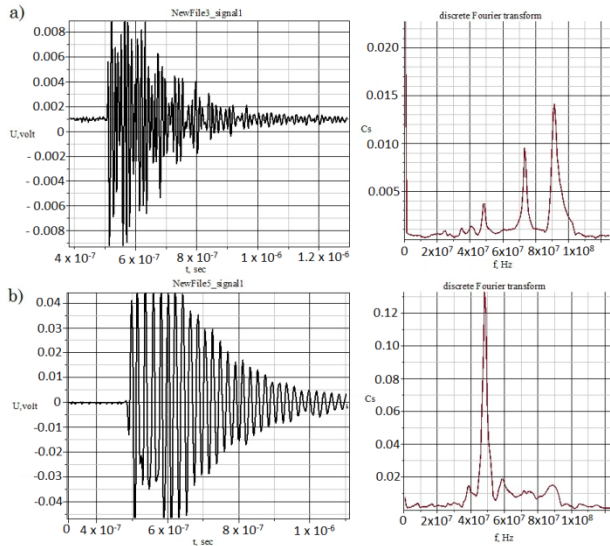 a)
NewFile3_signal1
0.008
0.006
0.004
0.002
U,volt
0
- 0.002
- 0.004
- 0.006
- 0.008
4 x 10-7 6 x 10-7 8 x 10-7 1 x 10-6 1.2 x 10-6
t, sec
discrete Fourier transform
0.020
0.015
Cs
0.010
0.005
0 2x10⁷ 4x10⁷ 6x10⁷ 8x10⁷ 1x10⁸
f, Hz
b)
NewFile5_signal1
0.04
0.03
0.02
0.01
U,volt
0
-0.01
-0.02
-0.03
-0.04
0.2 4 x 10-7 6 x 10-7 8 x 10-7 1 x 10-6
t, sec
discrete Fourier transform
0.12
0.10
Cs
0.08
0.06
0.04
0.02
0 2x10⁷ 4x10⁷ 6x10⁷ 8x10⁷ 1x10⁸
f, Hz